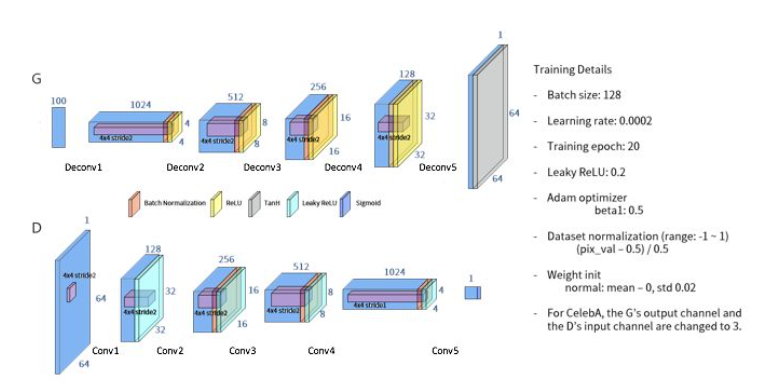 G
100
1024
4
4
4x4 stride2
512
8
8
4x4 stride2
256
16
16
4x4 stride2
128
32
32
4x4 stride2
1
64
64
Deconv1
Deconv2
Deconv3
Deconv4
Deconv5
Batch Normalization
ReLU
TanH
Leaky ReLU
Sigmoid
D
1
4x4 stride2
64
64
128
32
32
4x4 stride2
256
16
16
4x4 stride2
512
8
8
4x4 stride2
1024
4
4
4x4 stride1
1
Conv1
Conv2
Conv3
Conv4
Conv5
Training Details
- Batch size: 128
- Learning rate: 0.0002
- Training epoch: 20
- Leaky ReLU: 0.2
- Adam optimizer
beta1: 0.5
- Dataset normalization (range: -1 ~ 1)
(pix_val – 0.5) / 0.5
- Weight init
normal: mean – 0, std 0.02
- For CelebA, the G's output channel and
the D's input channel are changed to 3.